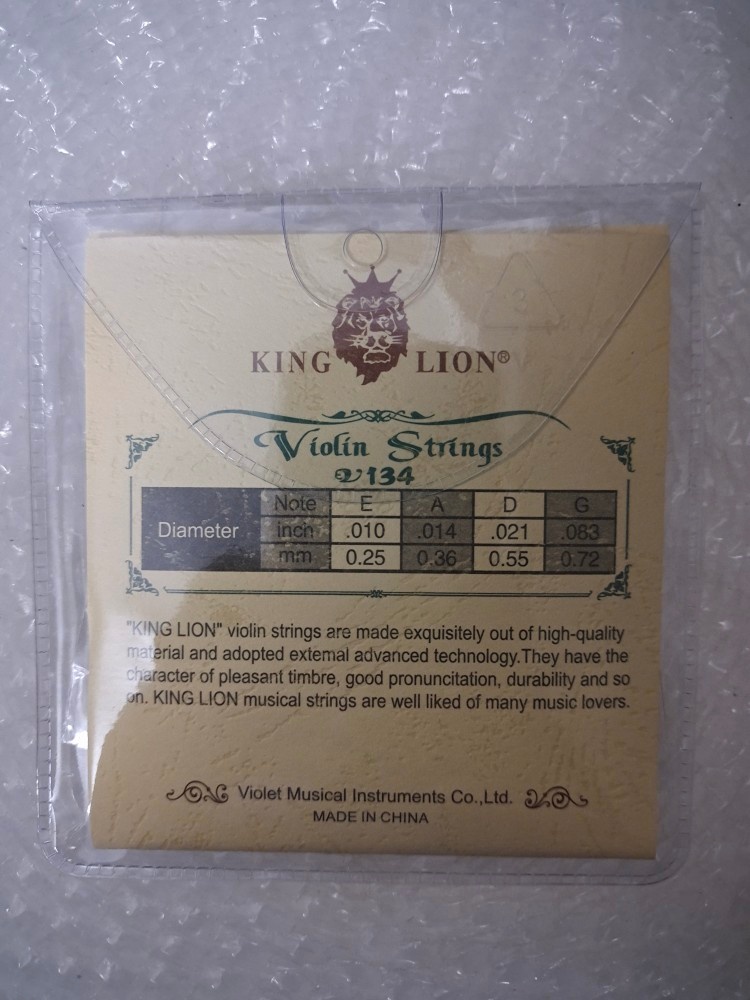 KING LION®
Violin Strings
V134
Diameter Note E A D G
inch .010 .014 .021 .083
mm 0.25 0.36 0.55 0.72
"KING LION" violin strings are made exquisitely out of high-quality
material and adopted external advanced technology.They have the
character of pleasant timbre, good pronuncitation, durability and so
on. KING LION musical strings are well liked of many music lovers.
Violet Musical Instruments Co.,Ltd.
MADE IN CHINA